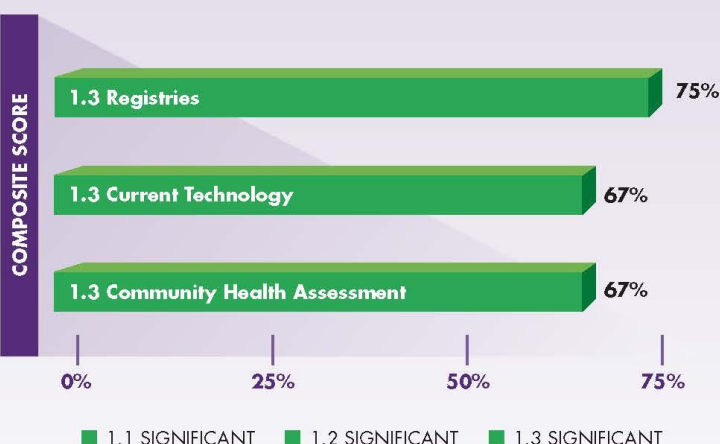 COMPOSITE SCORE
1.3 Registries
75%
1.3 Current Technology
67%
1.3 Community Health Assessment
67%
0% 25% 50% 75%
1.1 SIGNIFICANT 1.2 SIGNIFICANT 1.3 SIGNIFICANT